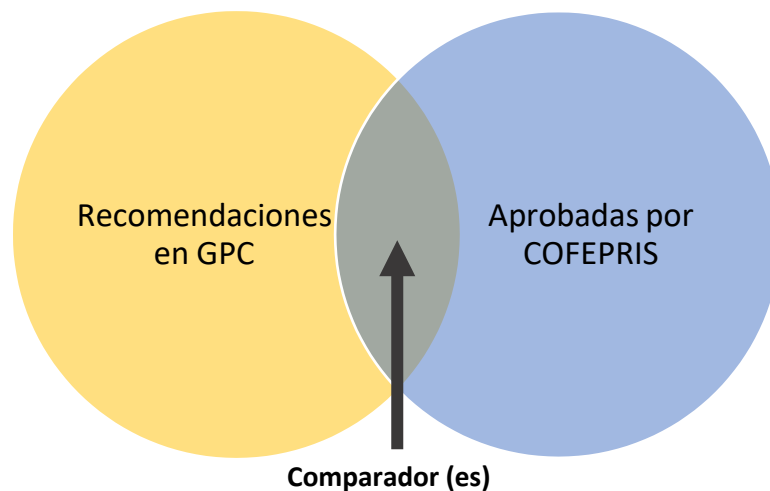 Recomendaciones
en GPC
Aprobadas por
COFEPRIS
Comparador (es)